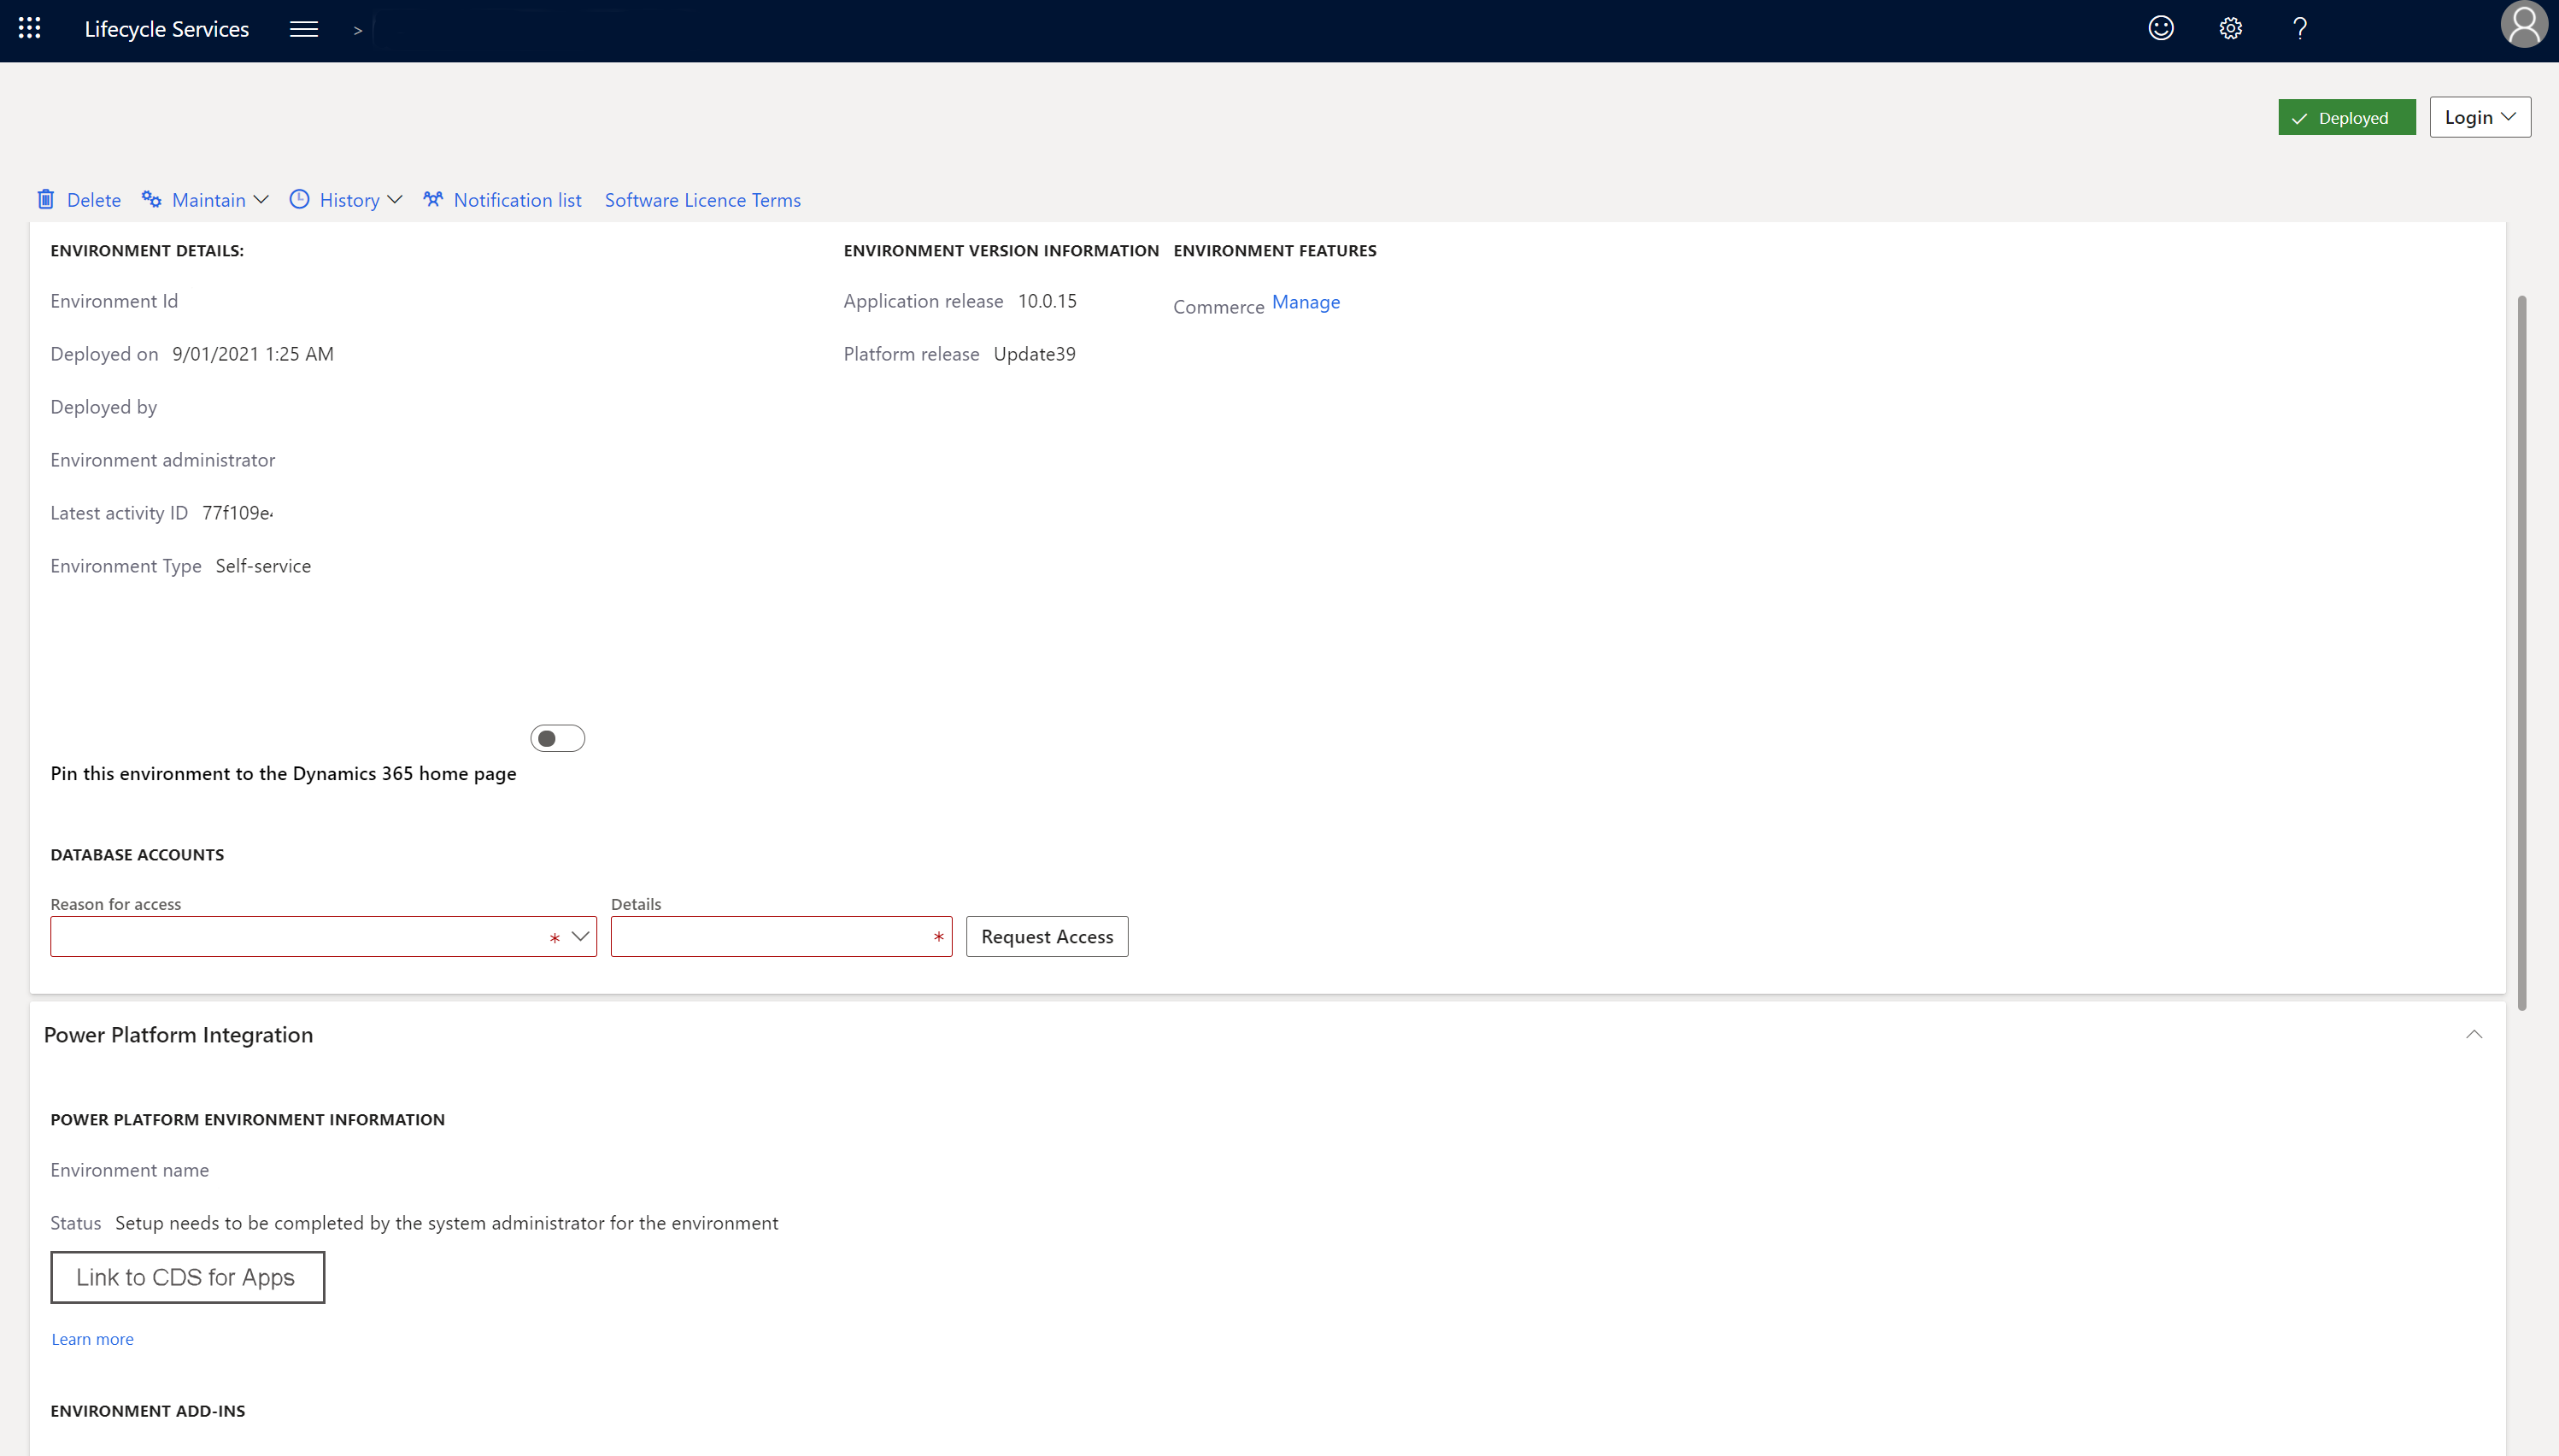 Lifecycle Services >
Deployed Login
Delete Maintain History Notification list Software Licence Terms
ENVIRONMENT DETAILS: ENVIRONMENT VERSION INFORMATION ENVIRONMENT FEATURES
Environment Id Application release 10.0.15 Commerce Manage
Deployed on 9/01/2021 1:25 AM Platform release Update39
Deployed by
Environment administrator
Latest activity ID 77f109e
Environment Type Self-service
Pin this environment to the Dynamics 365 home page
DATABASE ACCOUNTS
Reason for access Details
* * Request Access
Power Platform Integration
POWER PLATFORM ENVIRONMENT INFORMATION
Environment name
Status Setup needs to be completed by the system administrator for the environment
Link to CDS for Apps
Learn more
ENVIRONMENT ADD-INS